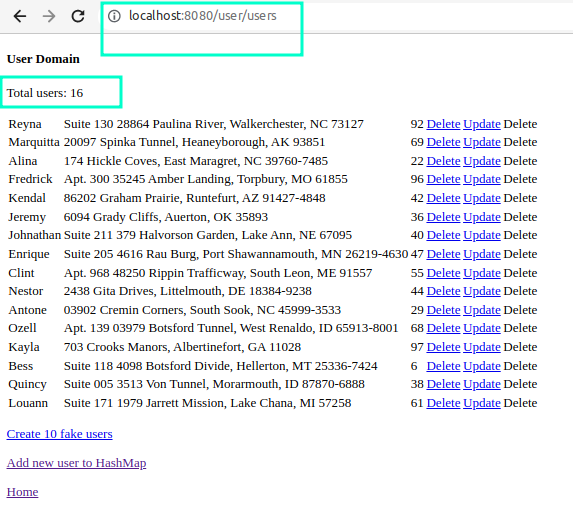 localhost:8080/user/users
User Domain
Total users: 16
Reyna Suite 130 28864 Paulina River, Walkerchester, NC 73127 92 Delete Update Delete
Marquitta 20097 Spinka Tunnel, Heaneyborough, AK 93851 69 Delete Update Delete
Alina 174 Hickle Coves, East Margaret, NC 39760-7485 22 Delete Update Delete
Fredrick Apt. 300 35245 Amber Landing, Torpbury, MO 61855 96 Delete Update Delete
Kendal 86202 Graham Prairie, Runtefurt, AZ 91427-4848 42 Delete Update Delete
Jeremy 6094 Grady Cliffs, Auerton, OK 35893 36 Delete Update Delete
Johnathan Suite 211 379 Halvorson Garden, Lake Ann, NE 67095 40 Delete Update Delete
Enrique Suite 205 4616 Rau Burg, Port Shawannamouth, MN 26219-4630 47 Delete Update Delete
Clint Apt. 968 48250 Rippin Trafficway, South Leon, ME 91557 55 Delete Update Delete
Nestor 2438 Gita Drives, Littelmouth, DE 18384-9238 44 Delete Update Delete
Antone 03902 Cremin Corners, South Sook, NC 45999-3533 29 Delete Update Delete
Ozell Apt. 139 03979 Botsford Tunnel, West Renaldo, ID 65913-8001 68 Delete Update Delete
Kayla 703 Crooks Manors, Albertinefort, GA 11028 97 Delete Update Delete
Bess Suite 118 4098 Botsford Divide, Hellerton, MT 25336-7424 6 Delete Update Delete
Quincy Suite 005 3513 Von Tunnel, Morarmouth, ID 87870-6888 38 Delete Update Delete
Louann Suite 171 1979 Jarrett Mission, Lake Chana, MI 57258 61 Delete Update Delete
Create 10 fake users
Add new user to HashMap
Home